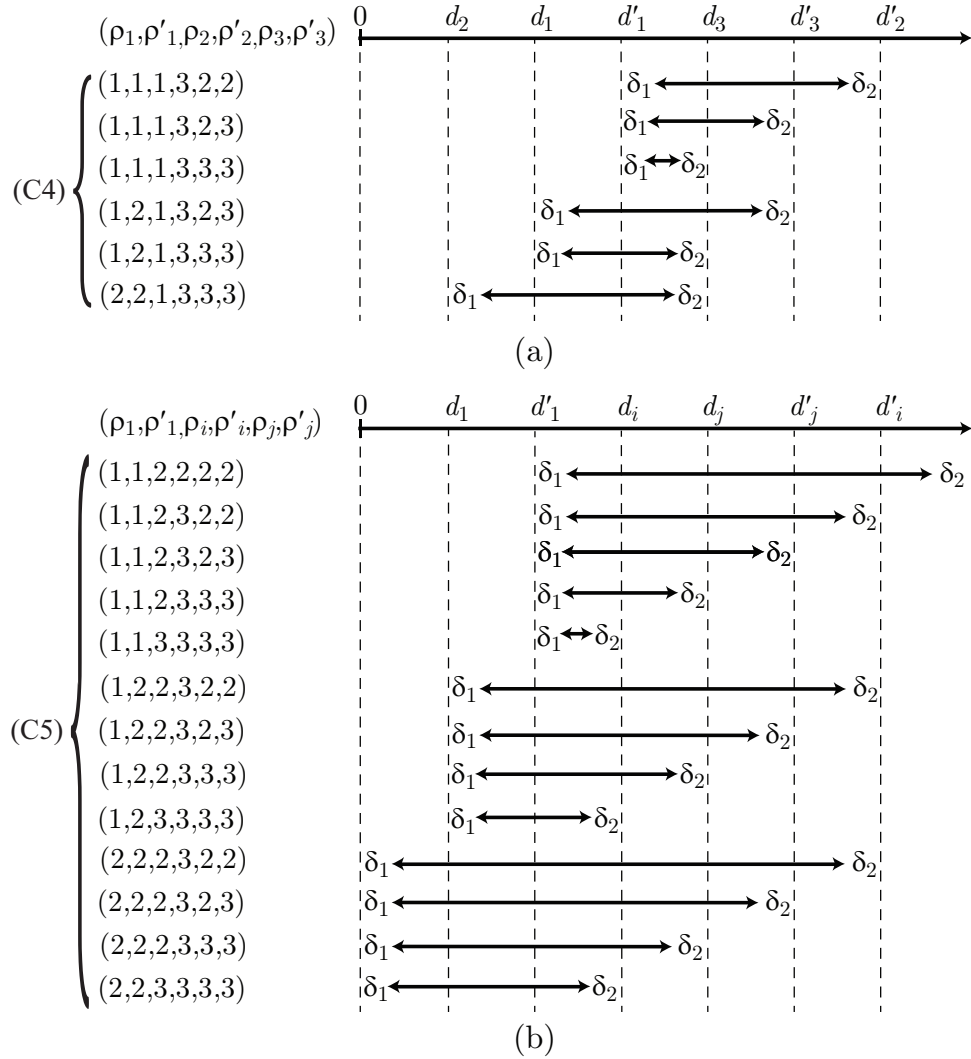 (ρ₁,ρ'₁,ρ₂,ρ'₂,ρ₃,ρ'₃) 0 d₂ d₁ d'₁ d₃ d'₃ d'₂
(1,1,1,3,2,2) δ₁ δ₂
(1,1,1,3,2,3) δ₁ δ₂
(1,1,1,3,3,3) δ₁ δ₂
(C4)
(1,2,1,3,2,3) δ₁ δ₂
(1,2,1,3,3,3) δ₁ δ₂
(2,2,1,3,3,3) δ₁ δ₂
(a)
(ρ₁,ρ'₁,ρᵢ,ρ'ᵢ,ρⱼ,ρ'ⱼ) 0 d₁ d'₁ dᵢ dⱼ d'ⱼ d'ᵢ
(1,1,2,2,2,2) δ₁ δ₂
(1,1,2,3,2,2) δ₁ δ₂
(1,1,2,3,2,3) δ₁ δ₂
(1,1,2,3,3,3) δ₁ δ₂
(1,1,3,3,3,3) δ₁ δ₂
(1,2,2,3,2,2) δ₁ δ₂
(C5)
(1,2,2,3,2,3) δ₁ δ₂
(1,2,2,3,3,3) δ₁ δ₂
(1,2,3,3,3,3) δ₁ δ₂
(2,2,2,3,2,2) δ₁ δ₂
(2,2,2,3,2,3) δ₁ δ₂
(2,2,2,3,3,3) δ₁ δ₂
(2,2,3,3,3,3) δ₁ δ₂
(b)